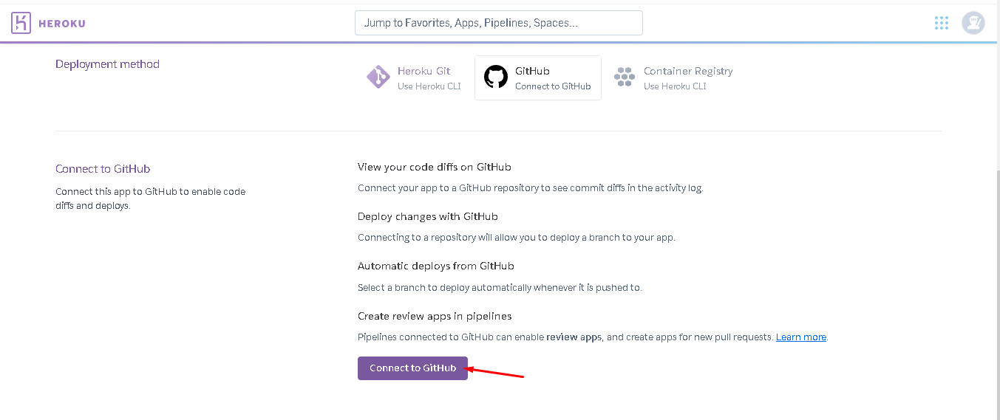 HEROKU
Jump to Favorites, Apps, Pipelines, Spaces...
Deployment method
Heroku Git
Use Heroku CLI
GitHub
Connect to GitHub
Container Registry
Use Heroku CLI
Connect to GitHub
Connect this app to GitHub to enable code
diffs and deploys.
View your code diffs on GitHub
Connect your app to a GitHub repository to see commit diffs in the activity log.
Deploy changes with GitHub
Connecting to a repository will allow you to deploy a branch to your app.
Automatic deploys from GitHub
Select a branch to deploy automatically whenever it is pushed to.
Create review apps in pipelines
Pipelines connected to GitHub can enable review apps, and create apps for new pull requests. Learn more.
Connect to GitHub